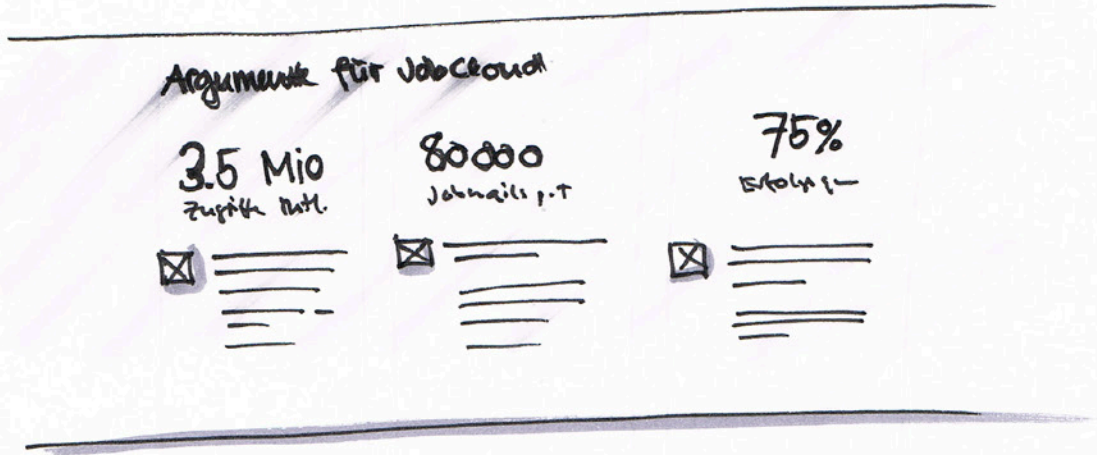 Argumente für JobCloud
3.5 Mio
Zugriffe mtl.
80000
Jobmails p.T
75%